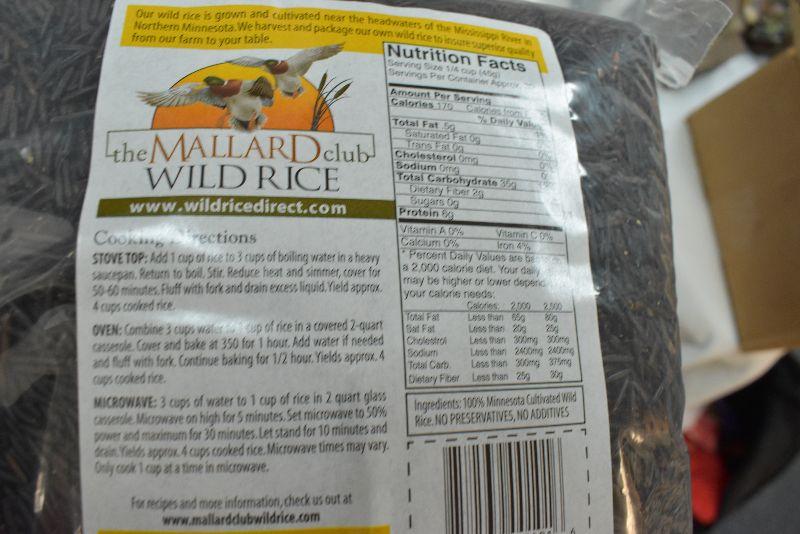 Our wild rice is grown and cultivated near the headwaters of the Mississippi River in
Northern Minnesota. We harvest and package our own wild rice to insure superior quality
from our farm to your table.
the MALLARD club
WILD RICE
www.wildricedirect.com
Cooking Directions
STOVE TOP: Add 1 cup of rice to 3 cups of boiling water in a heavy
saucepan. Return to boil. Stir. Reduce heat and simmer, cover for
50-60 minutes. Fluff with fork and drain excess liquid. Yield approx.
4 cups cooked rice.
OVEN: Combine 3 cups water to 1 cup of rice in a covered 2-quart
casserole. Cover and bake at 350 for 1 hour. Add water if needed
and fluff with fork. Continue baking for 1/2 hour. Yields approx. 4
cups cooked rice.
MICROWAVE: 3 cups of water to 1 cup of rice in 2 quart glass
casserole. Microwave on high for 5 minutes. Set microwave to 50%
power and maximum for 30 minutes. Let stand for 10 minutes and
drain. Yields approx. 4 cups cooked rice. Microwave times may vary.
Only cook 1 cup at a time in microwave.
For recipes and more information, check us out at
www.mallardclubwildrice.com
Nutrition Facts
Serving Size 1/4 cup (45g)
Servings Per Container Approx.
Amount Per Serving
Calories 170 Calories from
% Daily Val
Total Fat .5g
Saturated Fat 0g
Trans Fat 0g
Cholesterol 0mg 0%
Sodium 0mg
Total Carbohydrate 35g
Dietary Fiber 2g
Sugars 0g
Protein 6g
Vitamin A 0% Vitamin C 0%
Calcium 0% Iron 4%
* Percent Daily Values are
a 2,000 calorie diet. Your daily
may be higher or lower
your calorie needs:
Calories: 2,000 2,500
Total Fat Less than 65g 80g
Sat Fat Less than 20g 25g
Cholestrol Less than 300mg 300mg
Sodium Less than 2400mg 2400mg
Total Carb. Less than 300mg 375mg
Dietary Fiber Less than 25g 30g
Ingredients: 100% Minnesota Cultivated Wild
Rice. NO PRESERVATIVES, NO ADDITIVES